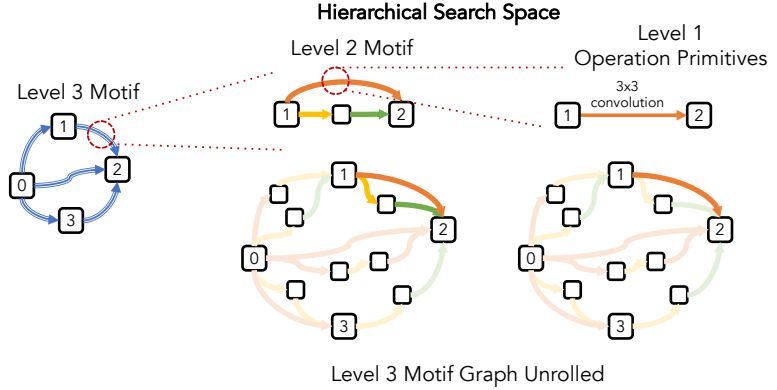 Hierarchical Search Space
Level 3 Motif
Level 2 Motif
Level 1
Operation Primitives
1
2
0
3
1
2
3x3
convolution
1
2
1
2
0
3
1
2
0
3
Level 3 Motif Graph Unrolled